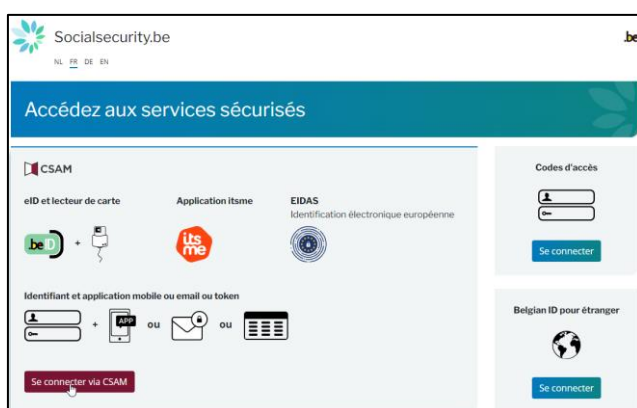 Socialsecurity.be
NL FR DE EN
.be
Accédez aux services sécurisés
CSAM
eID et lecteur de carte
Application itsme
EIDAS
Identification électronique européenne
.beID
+
its
me
Identifiant et application mobile ou email ou token
+ APP ou ou
Se connecter via CSAM
Codes d'accès
Se connecter
Belgian ID pour étranger
Se connecter